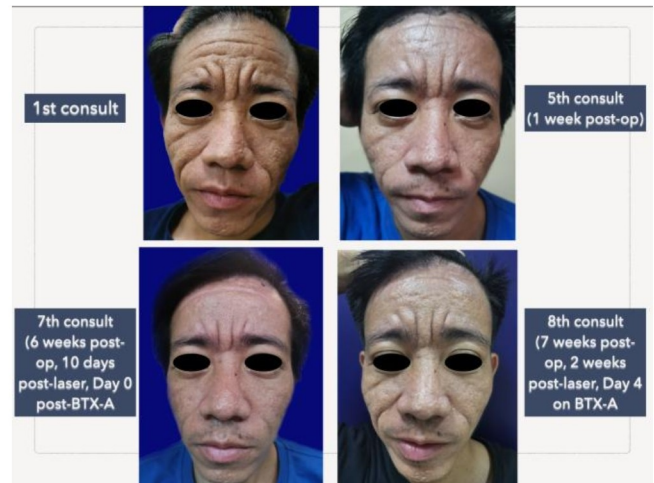 1st consult
5th consult
(1 week post-op)
7th consult
(6 weeks post-
op, 10 days
post-laser, Day 0
post-BTX-A
8th consult
(7 weeks post-
op, 2 weeks
post-laser, Day 4
on BTX-A